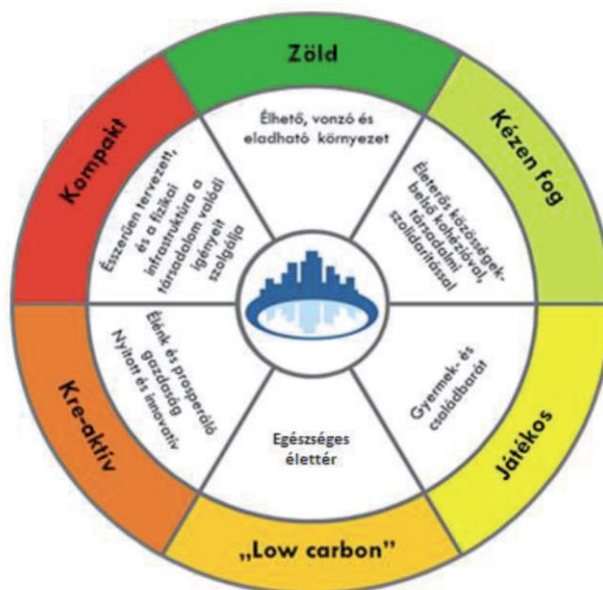 Zöld
Élhető, vonzó és
eladható környezet
Kézen fog
Életerős közösségek-
belső kohézióval,
társadalmi
szolidaritással
Játékos
Gyermek- és
családbarát
„Low carbon”
Egészséges
élettér
Kre-aktív
Élénk és prosperáló
gazdaság
Nyitott és innovatív
Kompakt
Ésszerűen tervezett,
és a fizikai
infrastruktúra a
társadalom valódi
igényeit
szolgálja